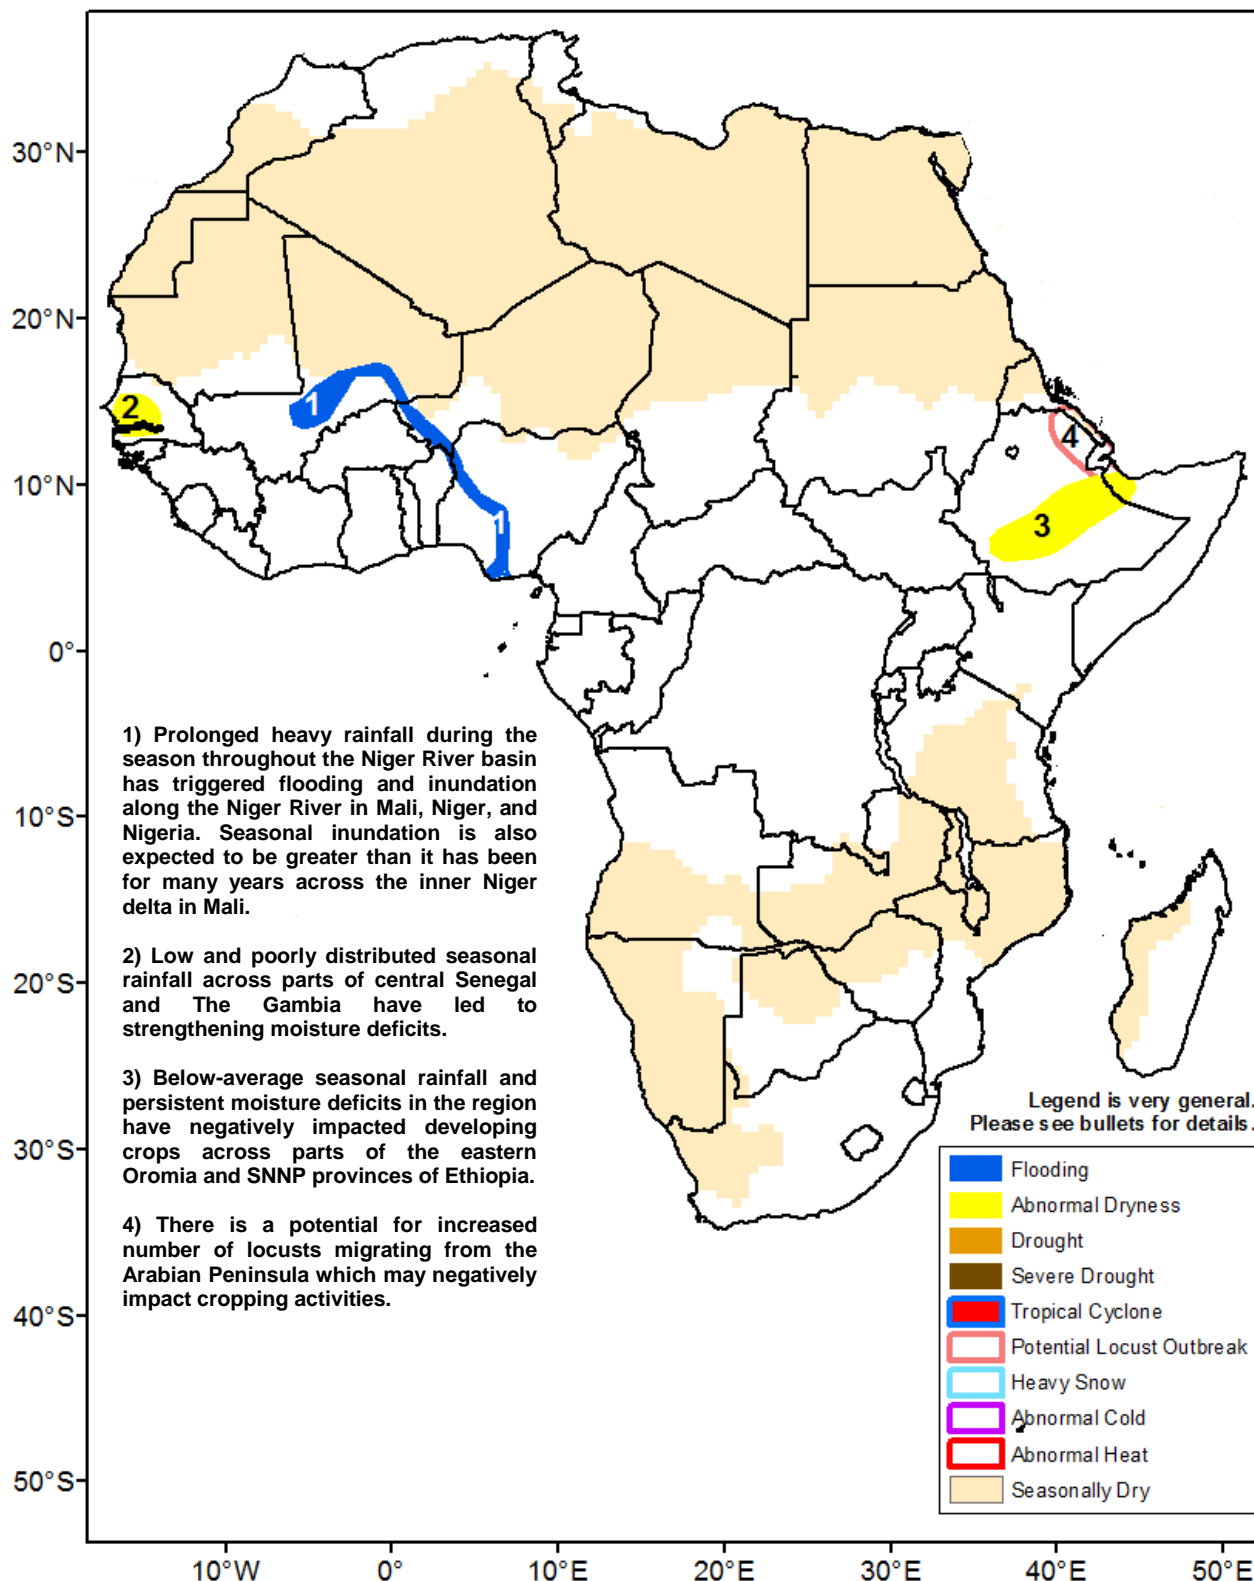 30°N
20°N
10°N
0°
10°S
20°S
30°S
40°S
50°S
10°W
0°
10°E
20°E
30°E
40°E
50°E
1
1
2
3
4
1) Prolonged heavy rainfall during the
season throughout the Niger River basin
has triggered flooding and inundation
along the Niger River in Mali, Niger, and
Nigeria. Seasonal inundation is also
expected to be greater than it has been
for many years across the inner Niger
delta in Mali.
2) Low and poorly distributed seasonal
rainfall across parts of central Senegal
and The Gambia have led to
strengthening moisture deficits.
3) Below-average seasonal rainfall and
persistent moisture deficits in the region
have negatively impacted developing
crops across parts of the eastern
Oromia and SNNP provinces of Ethiopia.
4) There is a potential for increased
number of locusts migrating from the
Arabian Peninsula which may negatively
impact cropping activities.
Legend is very general.
Please see bullets for details.
Flooding
Abnormal Dryness
Drought
Severe Drought
Tropical Cyclone
Potential Locust Outbreak
Heavy Snow
Abnormal Cold
Abnormal Heat
Seasonally Dry